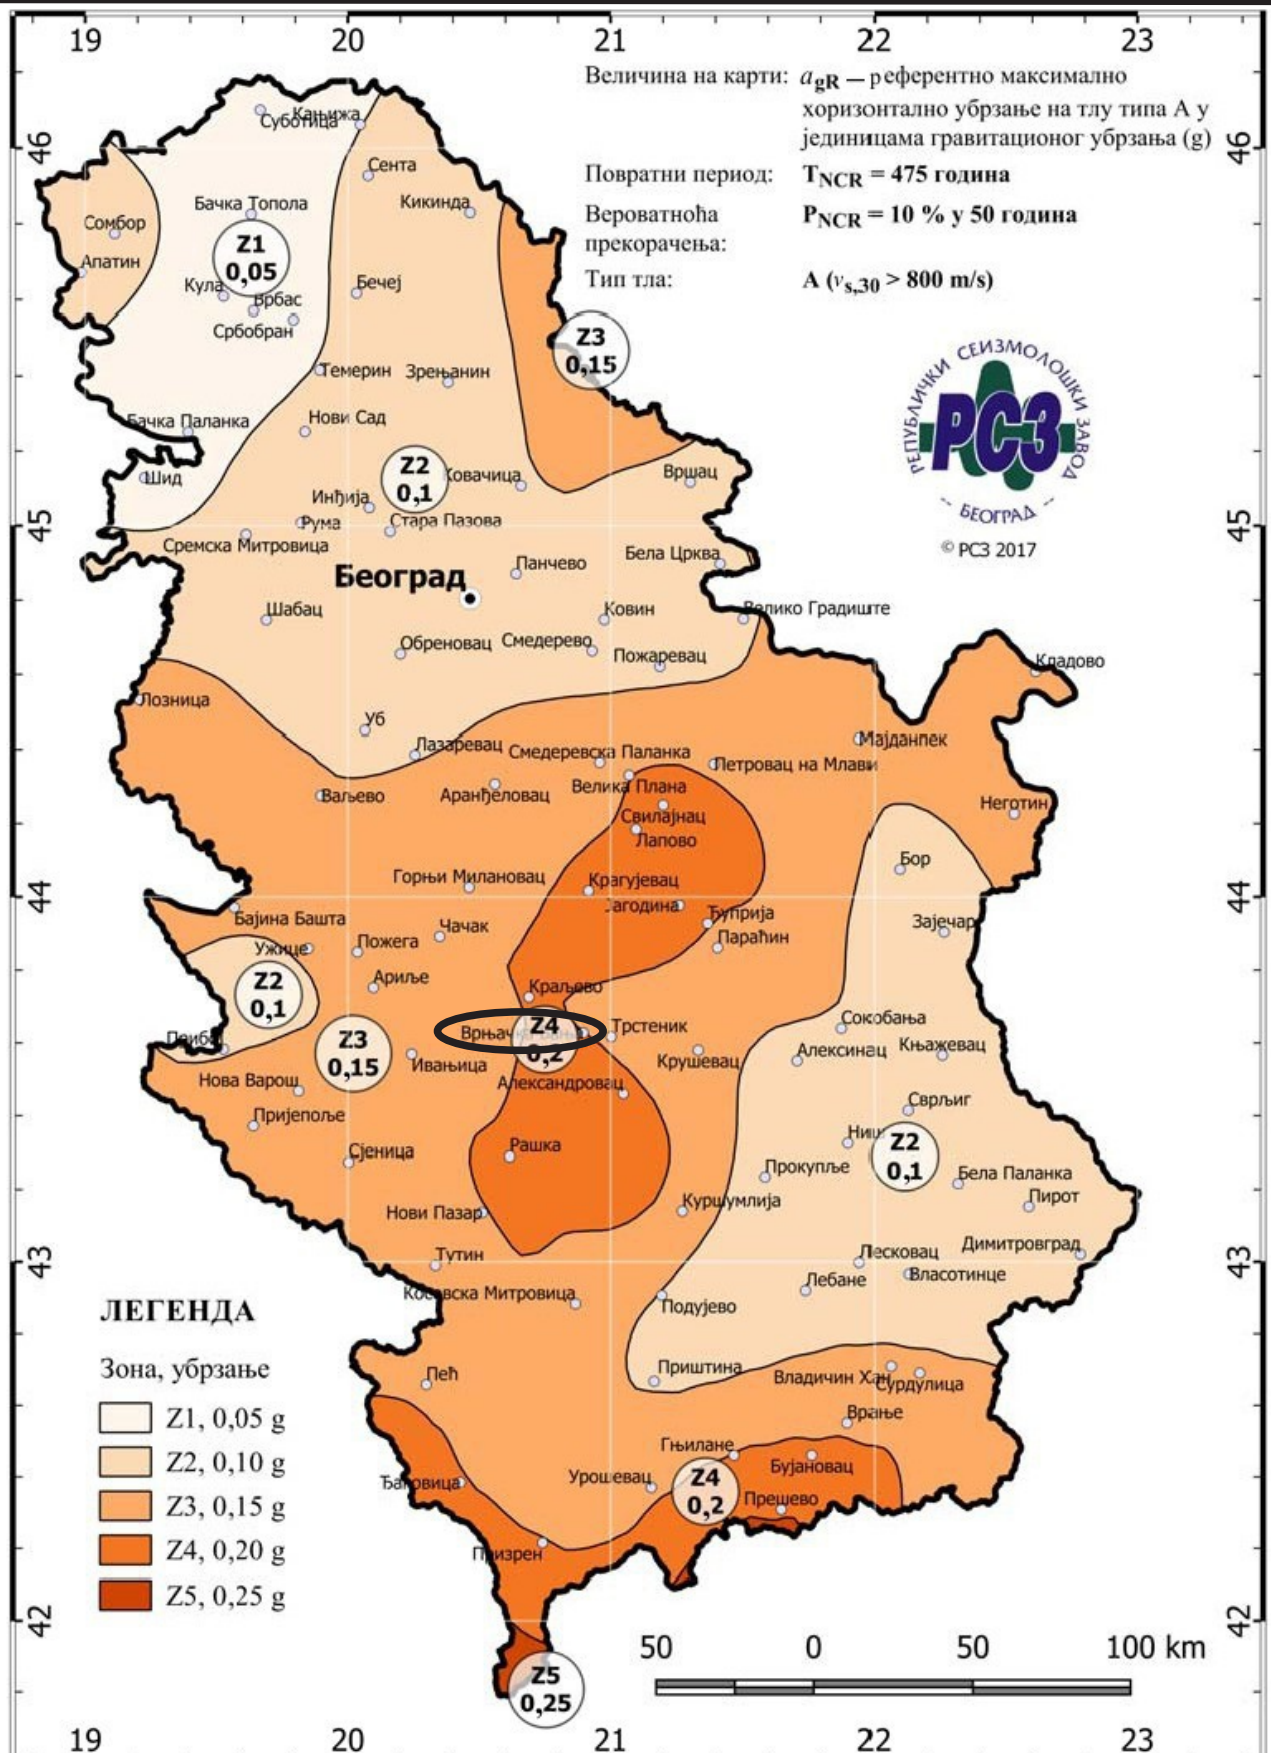 19 20 21 22 23
Величина на карти: agR — референтно максимално
хоризонтално убрзање на тлу типа А у
јединицама гравитационог убрзања (g)
Повратни период: TNCR = 475 година
Вероватноћа PNCR = 10 % у 50 година
прекорачења:
Тип тла: А (vs,30 > 800 m/s)
46 46
Кањижа
Суботица
Сента
Бачка Топола
Кикинда
Сомбор
Z1
0,05
Апатин
Кула
Бечеј
Врбас
Србобран
Z3
0,15
РЕПУБЛИЧКИ СЕИЗМОЛОШКИ ЗАВОД
РСЗ
-- БЕОГРАД --
© РСЗ 2017
Темерин
Зрењанин
Бачка Паланка
Нови Сад
Шид
Z2
0,1
Ковачица
Вршац
Инђија
45 45
Рума
Стара Пазова
Сремска Митровица
Бела Црква
Панчево
Београд
Шабац
Ковин
Велико Градиште
Обреновац
Смедерево
Пожаревац
Кладово
Лозница
Уб
Лазаревац
Мајданпек
Смедеревска Паланка
Петровац на Млави
Ваљево
Аранђеловац
Велика Плана
Неготин
Свилајнац
Лапово
Бор
Горњи Милановац
Крагујевац
44 44
Јагодина
Бајина Башта
Ћуприја
Зајечар
Чачак
Параћин
Ужице
Пожега
Ариље
Z2
0,1
Краљево
Сокобања
Z4
0,2
Трстеник
Прибој
Z3
0,15
Књажевац
Алексинац
Крушевац
Ивањица
Нова Варош
Александровац
Сврљиг
Пријепоље
Ниш
Сјеница
Рашка
Z2
0,1
Прокупље
Бела Паланка
Пирот
Куршумлија
Нови Пазар
Димитровград
Тутин
Лесковац
43 43
Власотинце
Лебане
Косовска Митровица
Подујево
ЛЕГЕНДА
Зона, убрзање
Z1, 0,05 g
Z2, 0,10 g
Z3, 0,15 g
Z4, 0,20 g
Z5, 0,25 g
Пећ
Приштина
Владичин Хан
Сурдулица
Врање
Гњилане
Бујановац
Урошевац
Z4
0,2
Ђаковица
Прешево
Призрен
42 42
Z5
0,25
50 0 50 100 km
19 20 21 22 23